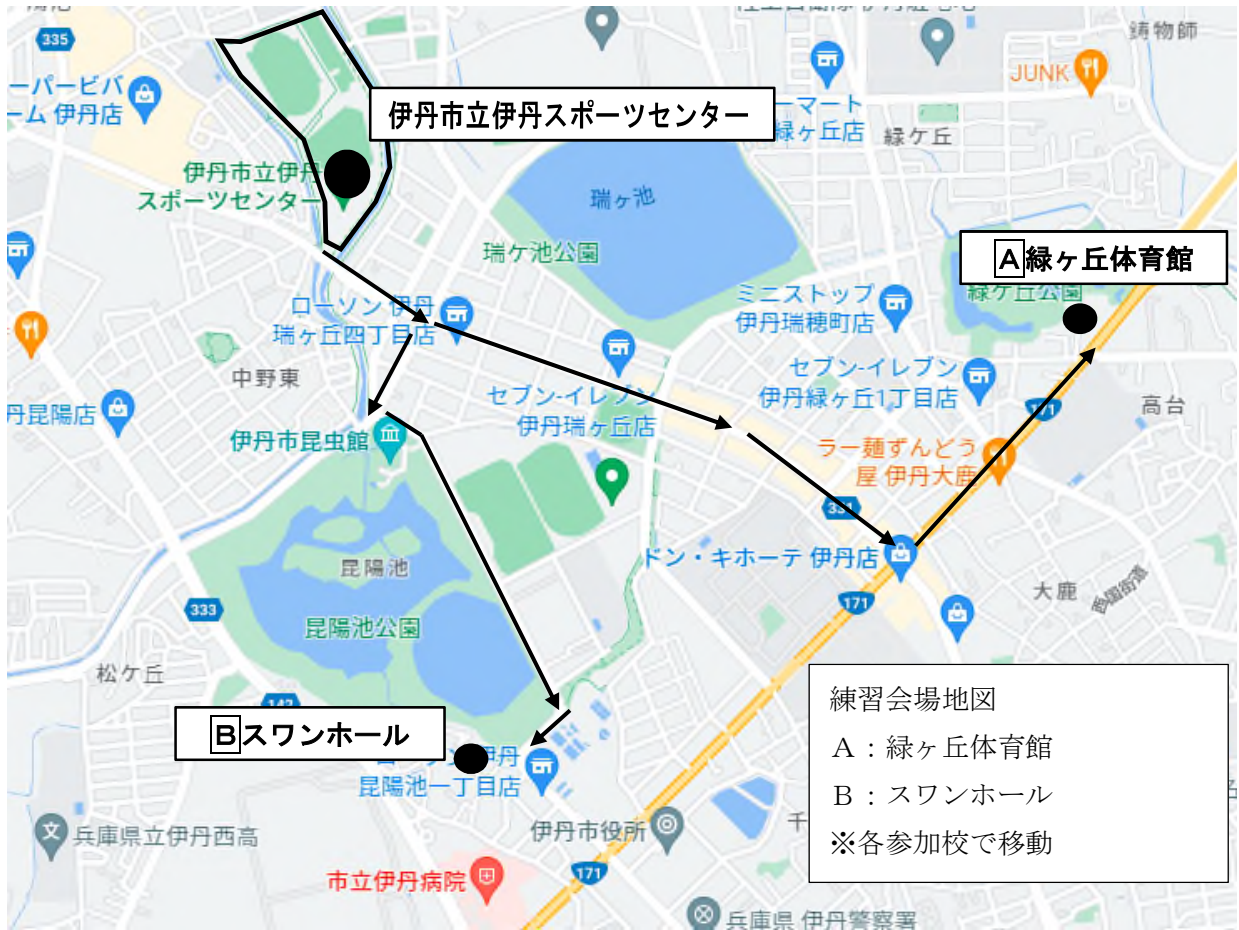 335
鋳物師
JUNK
ーパービバ
ーム 伊丹店
伊丹市立伊丹スポーツセンター
ーマート
緑ヶ丘店
緑ケ丘
伊丹市立伊丹
スポーツセンター
瑞ヶ池
瑞ケ池公園
A緑ヶ丘体育館
緑ケ丘公園
ローソン 伊丹
瑞ヶ丘四丁目店
ミニストップ
伊丹瑞穂町店
中野東
セブン-イレブン
伊丹瑞ヶ丘店
セブン-イレブン
伊丹緑ヶ丘1丁目店
171
高台
丹昆陽店
伊丹市昆虫館
ラー麺ずんどう
屋 伊丹大鹿
331
ドン・キホーテ 伊丹店
昆陽池
171
大鹿
西国街道
333
昆陽池公園
松ケ丘
142
Bスワンホール
伊丹
昆陽池一丁目店
練習会場地図
A:緑ヶ丘体育館
B:スワンホール
※各参加校で移動
兵庫県立伊丹西高
伊丹市役所
千
市立伊丹病院
171
兵庫県 伊丹警察署